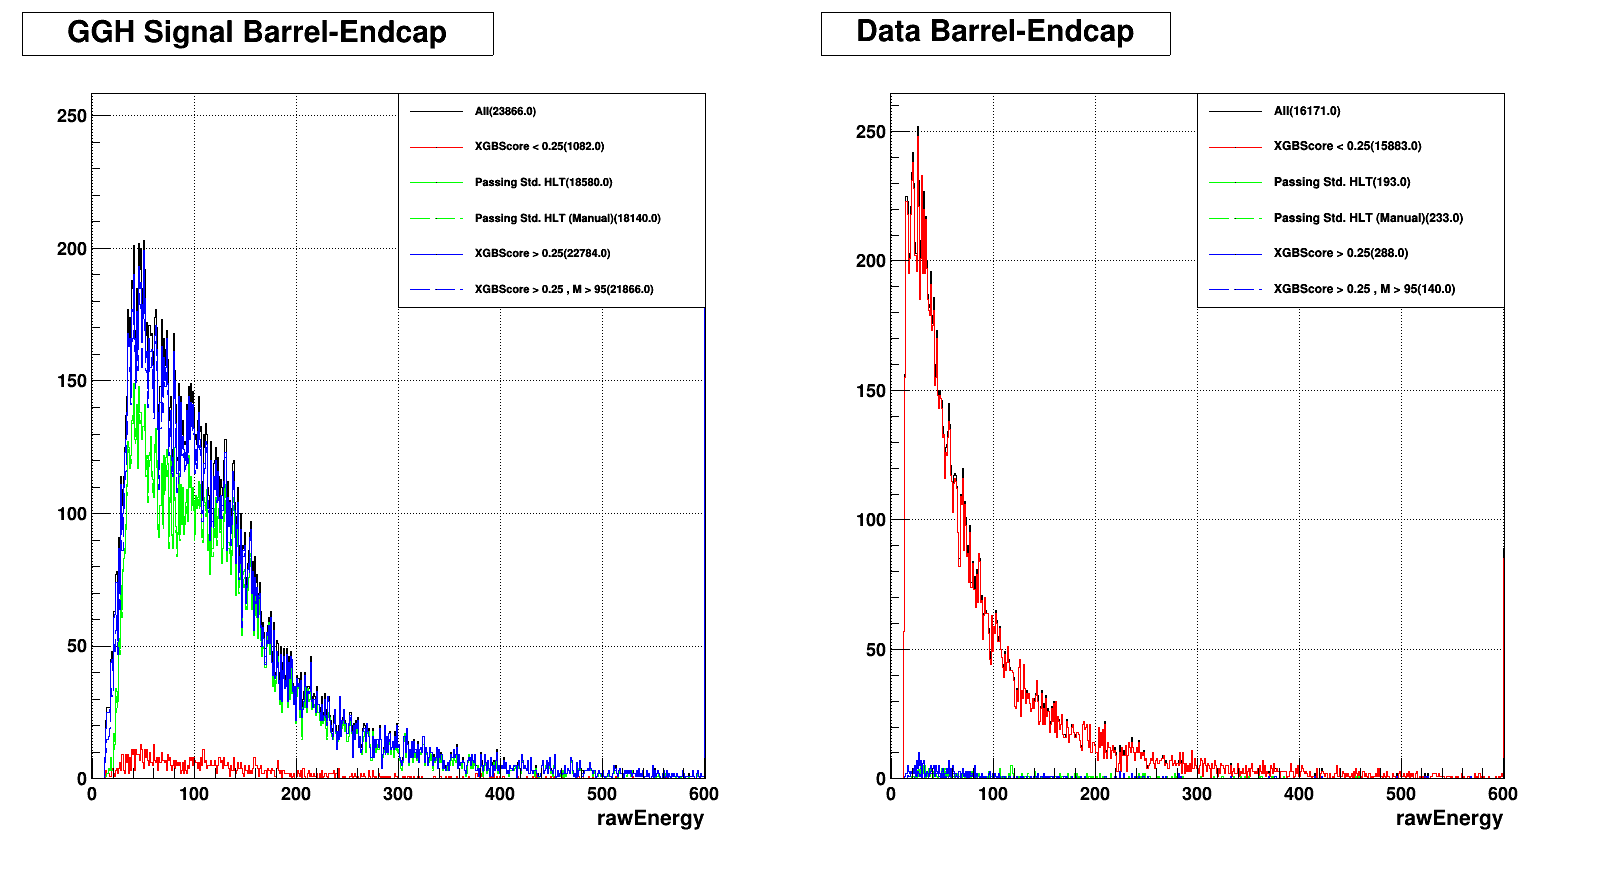 GGH Signal Barrel-Endcap
All(23866.0)
XGBScore < 0.25(1082.0)
Passing Std. HLT(18580.0)
Passing Std. HLT (Manual)(18140.0)
XGBScore > 0.25(22784.0)
XGBScore > 0.25 , M > 95(21866.0)
250
200
150
100
50
0
0 100 200 300 400 500 600
rawEnergy
Data Barrel-Endcap
All(16171.0)
XGBScore < 0.25(15883.0)
Passing Std. HLT(193.0)
Passing Std. HLT (Manual)(233.0)
XGBScore > 0.25(288.0)
XGBScore > 0.25 , M > 95(140.0)
250
200
150
100
50
0
0 100 200 300 400 500 600
rawEnergy